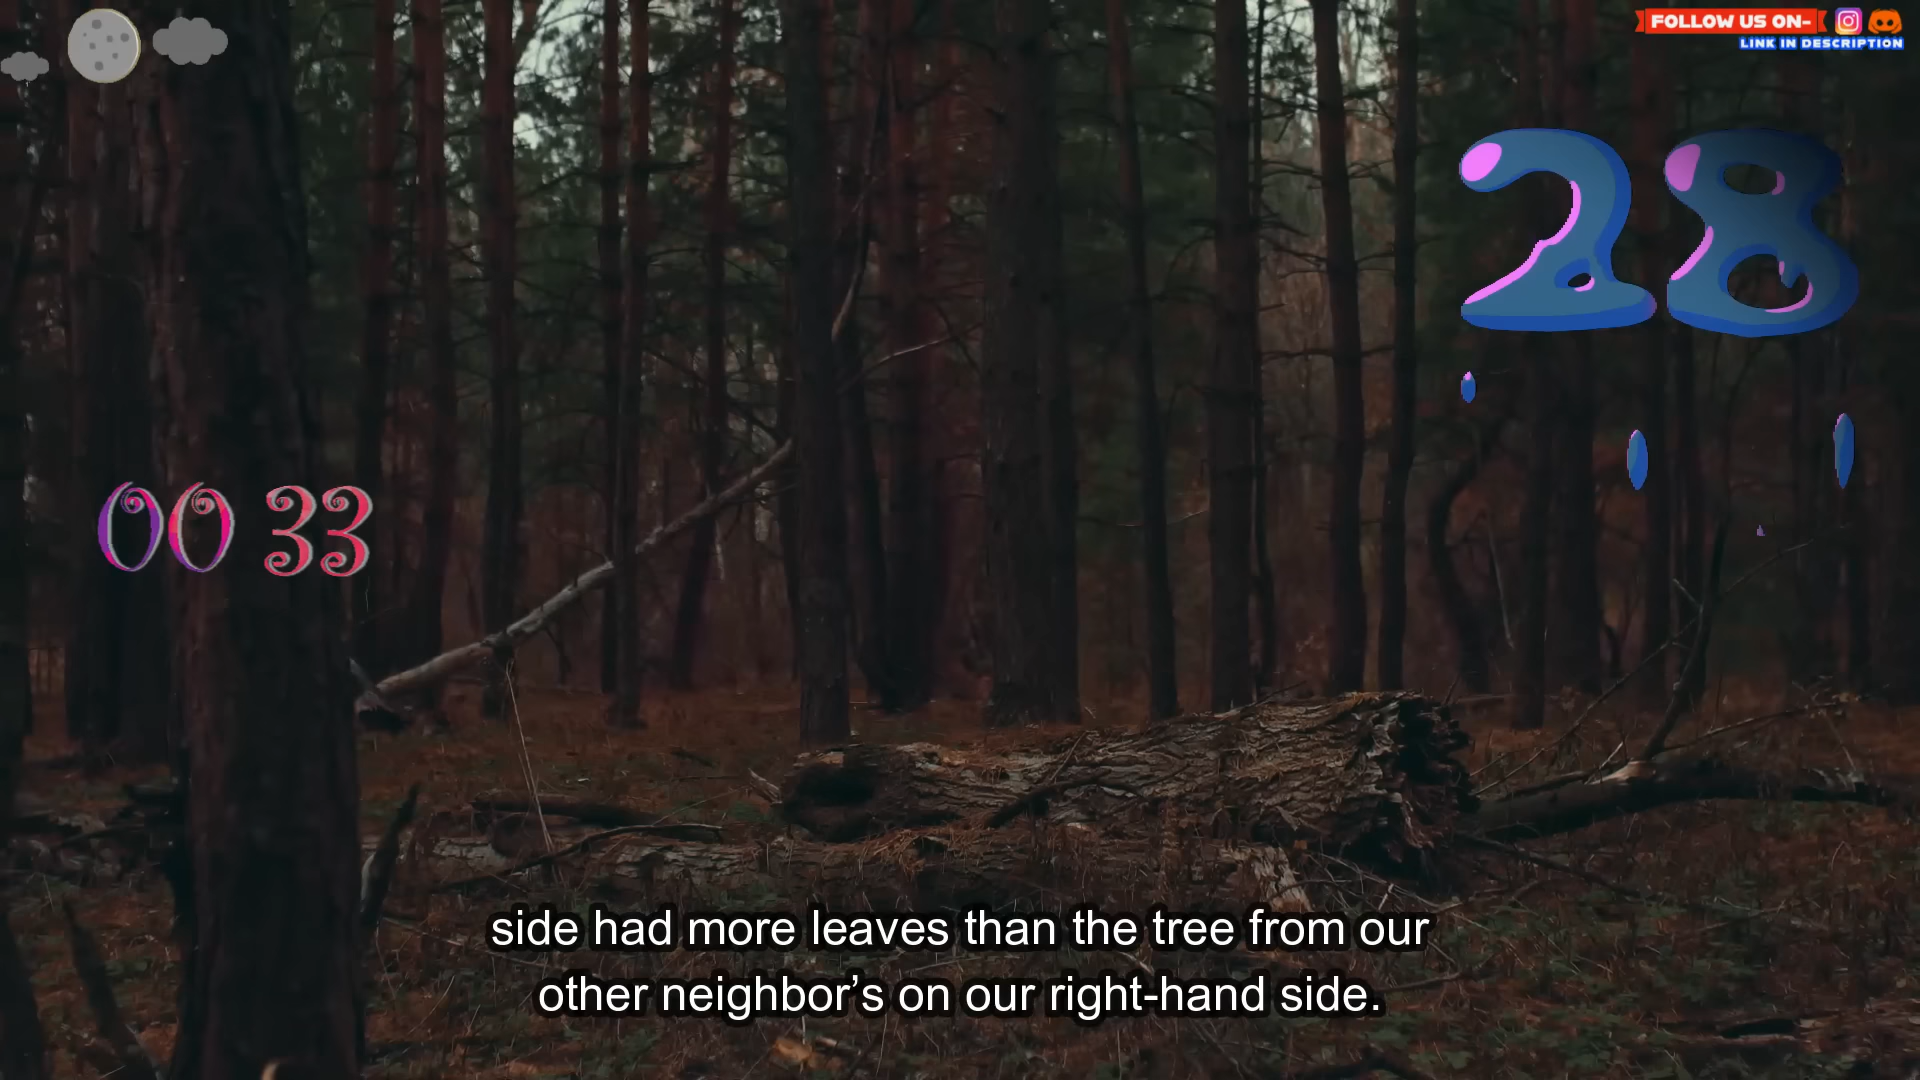 FOLLOW US ON-
LINK IN DESCRIPTION
28
00 33
side had more leaves than the tree from our
other neighbor’s on our right-hand side.